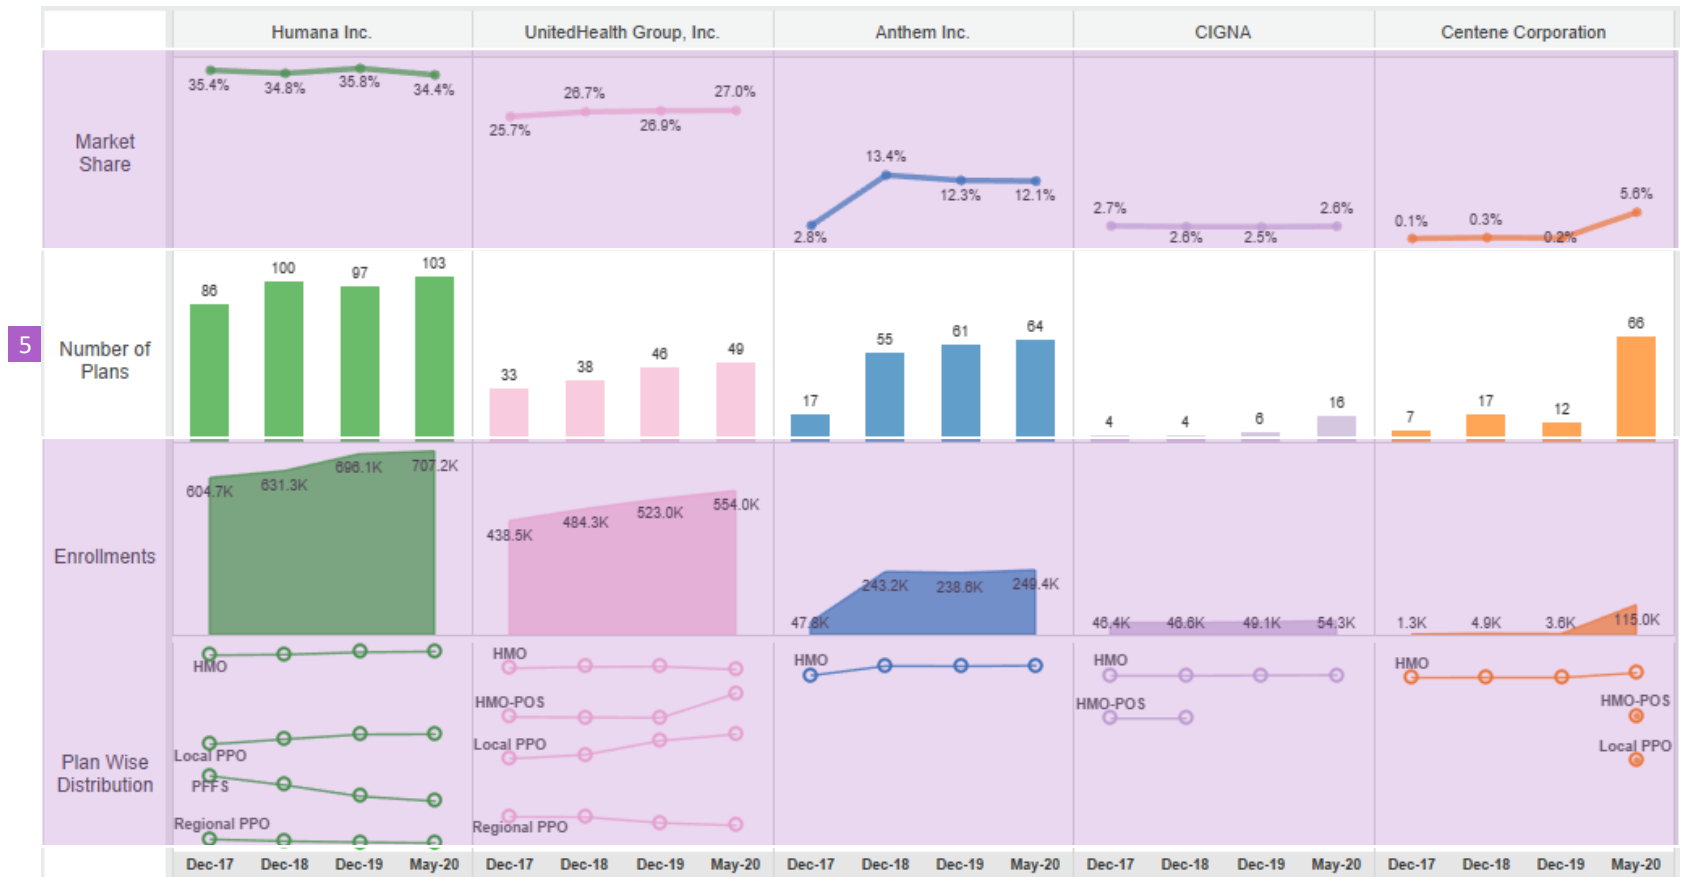 Humana Inc.
UnitedHealth Group, Inc.
Anthem Inc.
CIGNA
Centene Corporation
Market
Share
35.4%
34.8%
35.8%
34.4%
25.7%
26.7%
26.9%
27.0%
2.8%
13.4%
12.3%
12.1%
2.7%
2.6%
2.5%
2.6%
0.1%
0.3%
0.2%
5.6%
5
Number of
Plans
86
100
97
103
33
38
46
49
17
55
61
64
4
4
6
16
7
17
12
66
Enrollments
604.7K
631.3K
696.1K
707.2K
438.5K
484.3K
523.0K
554.0K
47.8K
243.2K
238.6K
249.4K
46.4K
46.6K
49.1K
54.3K
1.3K
4.9K
3.6K
115.0K
Plan Wise
Distribution
HMO
Local PPO
PFFS
Regional PPO
HMO
HMO-POS
Local PPO
Regional PPO
HMO
HMO
HMO-POS
HMO
HMO-POS
Local PPO
Dec-17
Dec-18
Dec-19
May-20
Dec-17
Dec-18
Dec-19
May-20
Dec-17
Dec-18
Dec-19
May-20
Dec-17
Dec-18
Dec-19
May-20
Dec-17
Dec-18
Dec-19
May-20